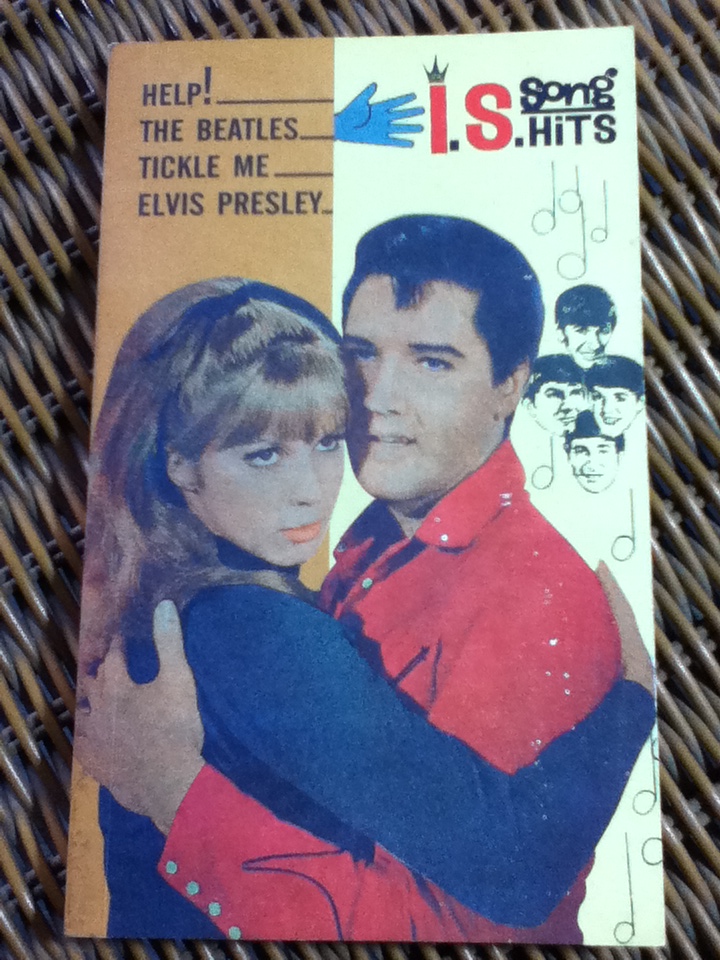 HELP!
THE BEATLES
TICKLE ME
ELVIS PRESLEY
I.S. Song
HiTS